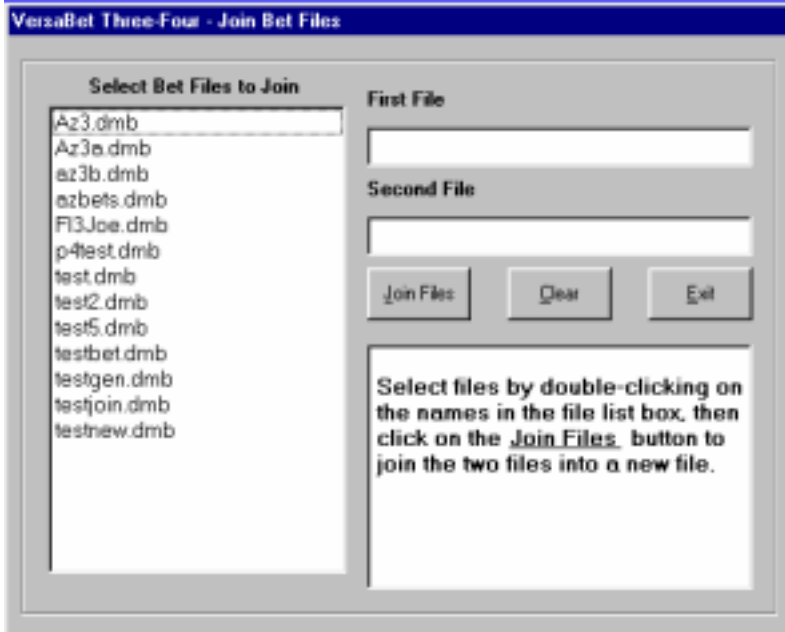 VersaBet Three-Four - Join Bet Files
Select Bet Files to Join
Az3.dmb
Az3a.dmb
az3b.dmb
azbets.dmb
Fl3Joe.dmb
p4test.dmb
test.dmb
test2.dmb
test5.dmb
testbet.dmb
testgen.dmb
testjoin.dmb
testnew.dmb
First File
Second File
Join Files Clear Exit
Select files by double-clicking on
the names in the file list box, then
click on the Join Files button to
join the two files into a new file.